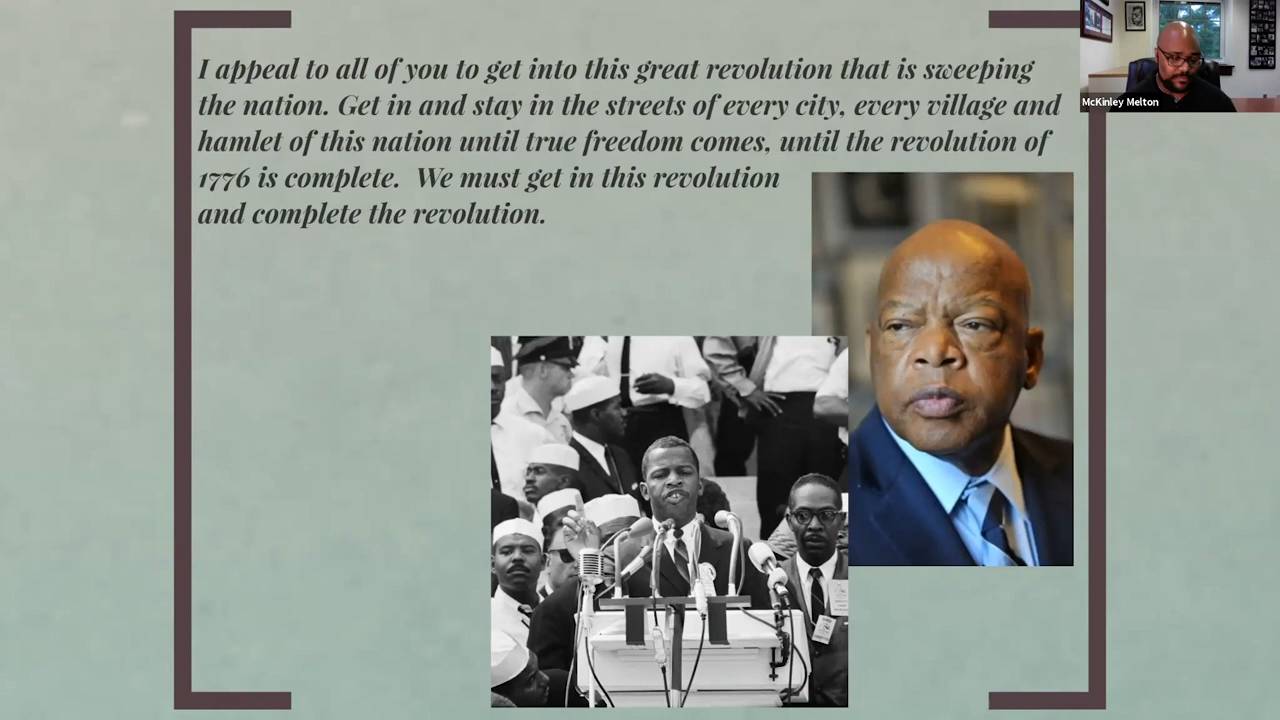 I appeal to all of you to get into this great revolution that is sweeping
the nation. Get in and stay in the streets of every city, every village and
hamlet of this nation until true freedom comes, until the revolution of
1776 is complete.  We must get in this revolution
and complete the revolution.
McKinley Melton